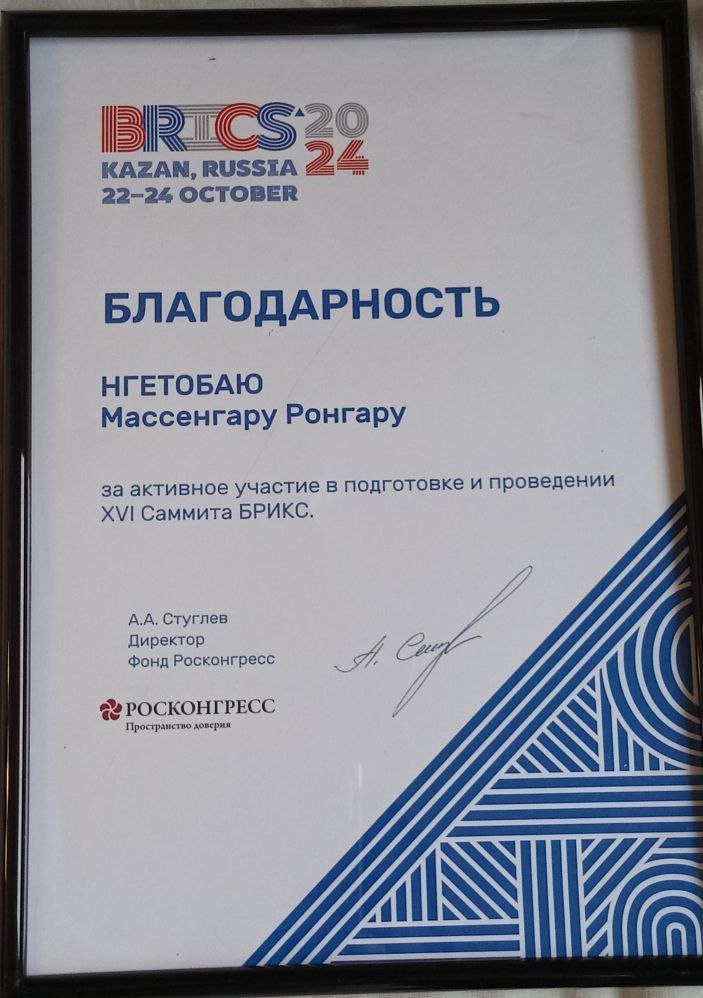 BRICS 2024
KAZAN, RUSSIA
22–24 OCTOBER
БЛАГОДАРНОСТЬ
НГЕТОБАЮ
Массенгару Ронгару
за активное участие в подготовке и проведении
XVI Саммита БРИКС.
А.А. Стуглев
Директор
Фонд Росконгресс
РОСКОНГРЕСС
Пространство доверия